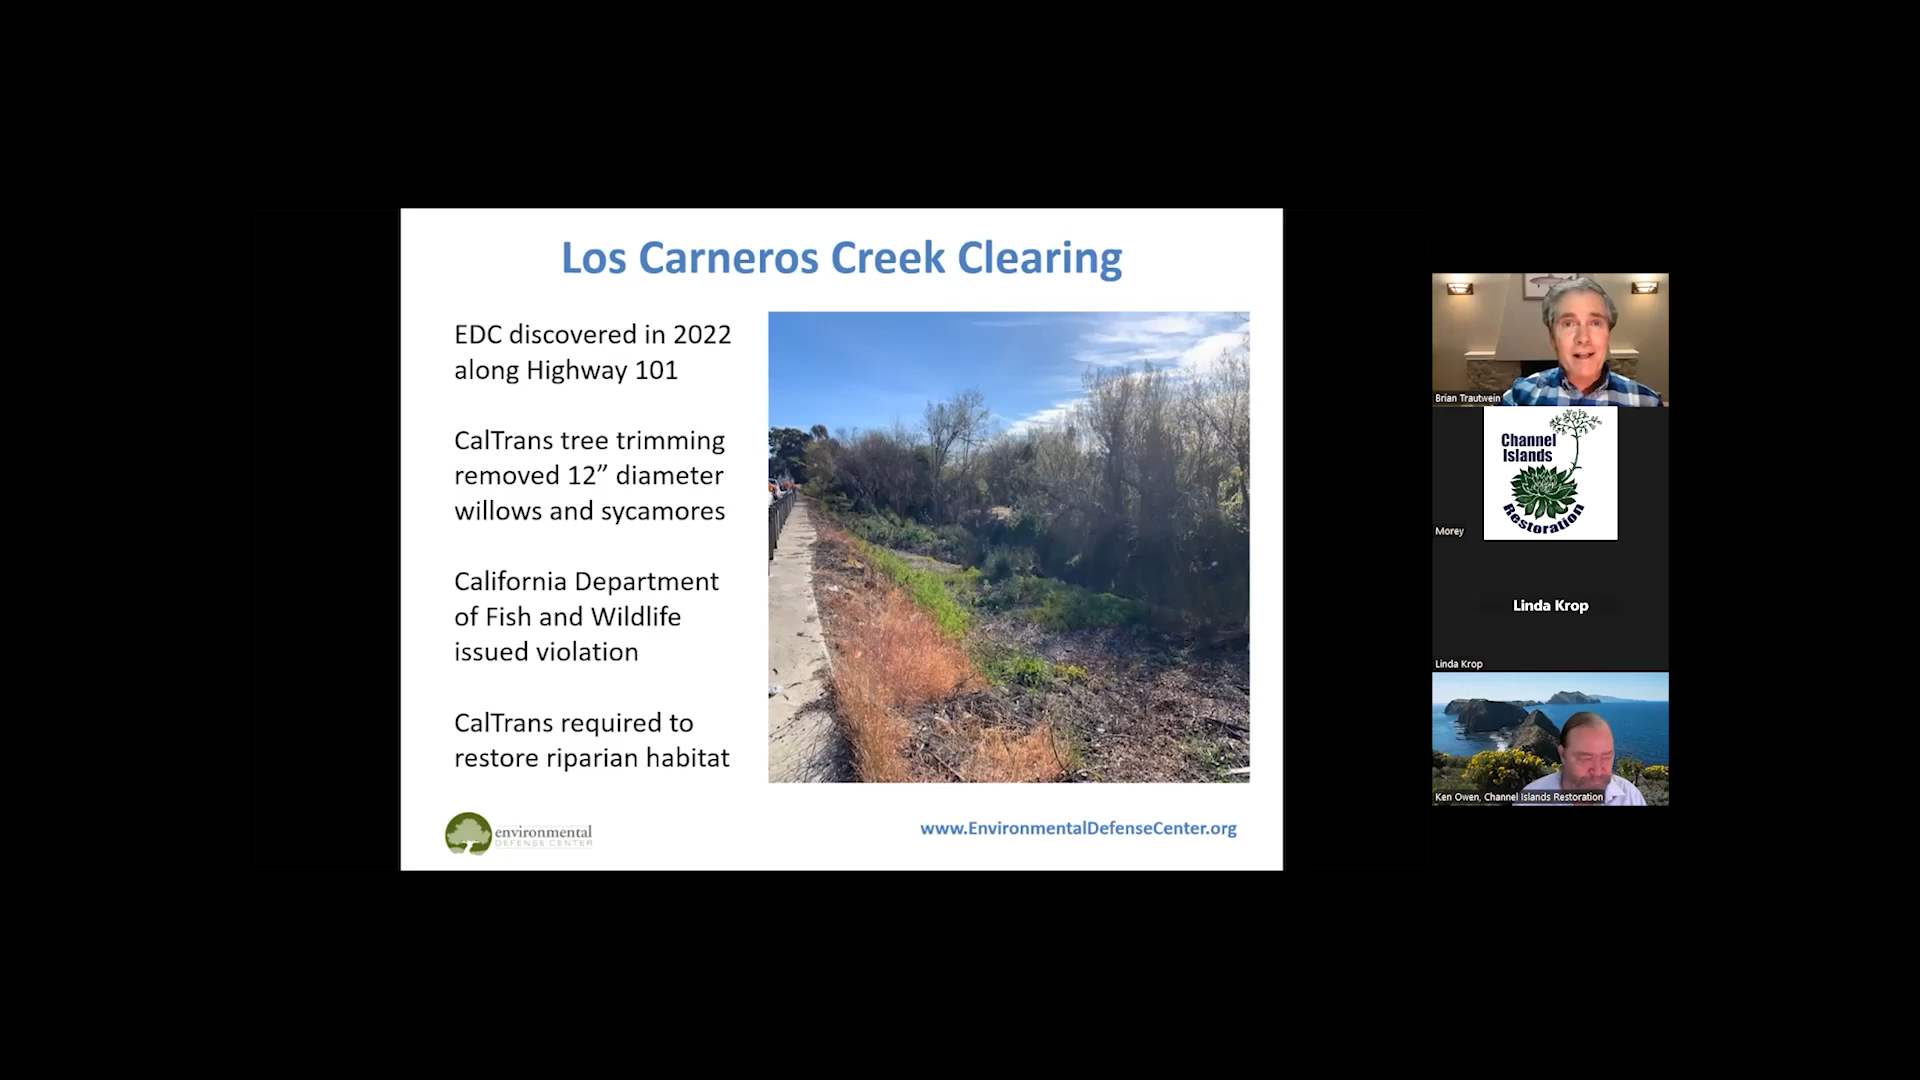 Los Carneros Creek Clearing
EDC discovered in 2022
along Highway 101
CalTrans tree trimming
removed 12” diameter
willows and sycamores
California Department
of Fish and Wildlife
issued violation
CalTrans required to
restore riparian habitat
environmental
DEFENSE CENTER
www.EnvironmentalDefenseCenter.org
Brian Trautwein
Channel
Islands
Restoration
Morey
Linda Krop
Linda Krop
Ken Owen, Channel Islands Restoration